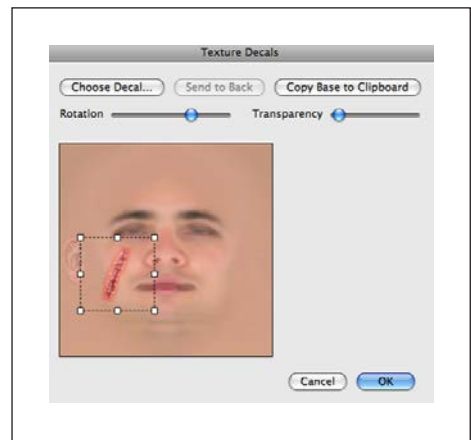 Texture Decals
Choose Decal... Send to Back Copy Base to Clipboard
Rotation Transparency
Cancel OK